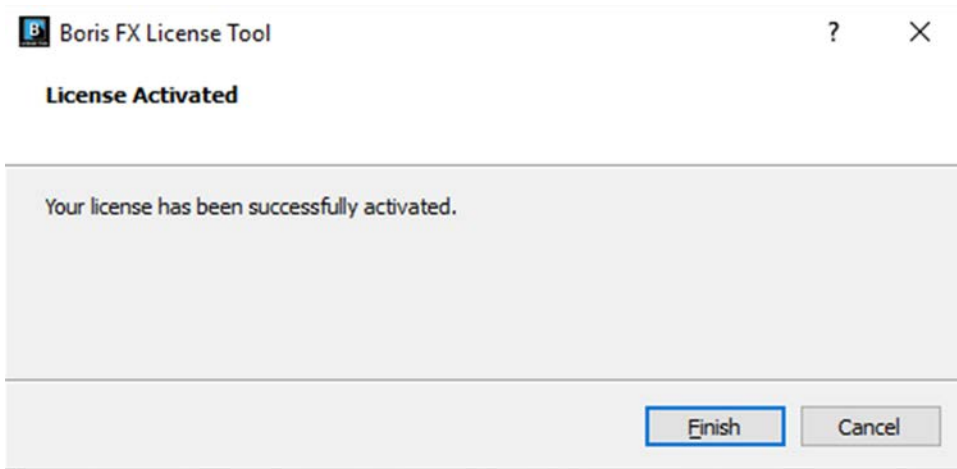 Boris FX License Tool
? X
License Activated
Your license has been successfully activated.
Finish Cancel